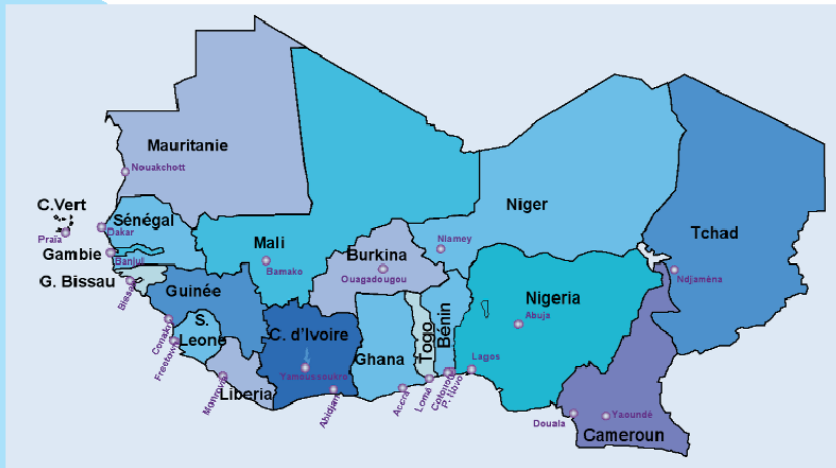 Mauritanie
Nouakchott
C.Vert
Praïa
Sénégal
Dakar
Gambie
Banjul
G. Bissau
Bissau
Mali
Bamako
Niger
Niamey
Tchad
Ndjaména
Burkina
Ouagadougou
Guinée
Conakry
S.
Leone
Freetown
Liberia
Monrovia
C. d'Ivoire
Yamoussoukro
Abidjan
Ghana
Accra
Togo
Lomé
Bénin
Cotonou
P. Novo
Nigeria
Abuja
Lagos
Cameroun
Douala
Yaoundé